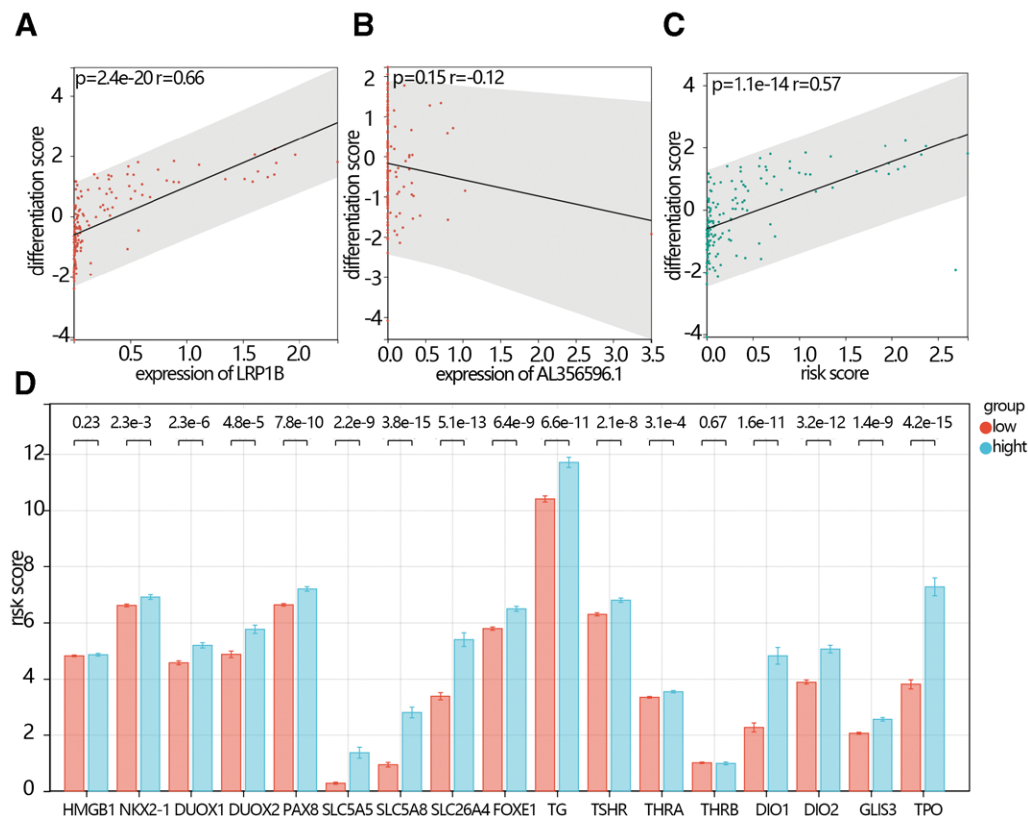 A
B
C
p=2.4e-20 r=0.66
p=0.15 r=-0.12
p=1.1e-14 r=0.57
differentiation score
4
2
0
-2
-4
0.5 1.0 1.5 2.0
expression of LRP1B
differentiation score
2
1
0
-1
-2
-3
-4
0.0 0.5 1.0 1.5 2.0 2.5 3.0 3.5
expression of AL356596.1
differentiation score
4
2
0
-2
-4
0.0 0.5 1.0 1.5 2.0 2.5
risk score
D
group
low
hight
0.23 2.3e-3 2.3e-6 4.8e-5 7.8e-10 2.2e-9 3.8e-15 5.1e-13 6.4e-9 6.6e-11 2.1e-8 3.1e-4 0.67 1.6e-11 3.2e-12 1.4e-9 4.2e-15
risk score
12
10
8
6
4
2
0
HMGB1 NKX2-1 DUOX1 DUOX2 PAX8 SLC5A5 SLC5A8 SLC26A4 FOXE1 TG TSHR THRA THRB DIO1 DIO2 GLIS3 TPO